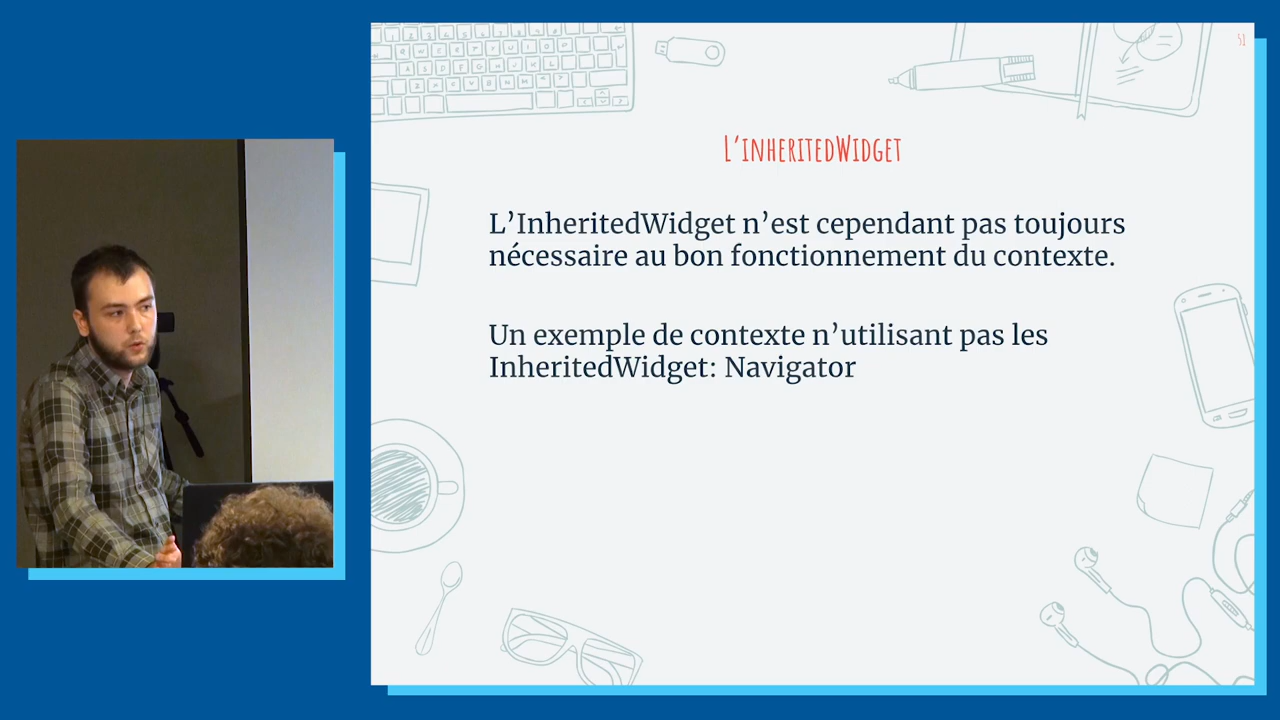 51
L'INHERITEDWIDGET
L'InheritedWidget n'est cependant pas toujours
nécessaire au bon fonctionnement du contexte.
Un exemple de contexte n'utilisant pas les
InheritedWidget: Navigator